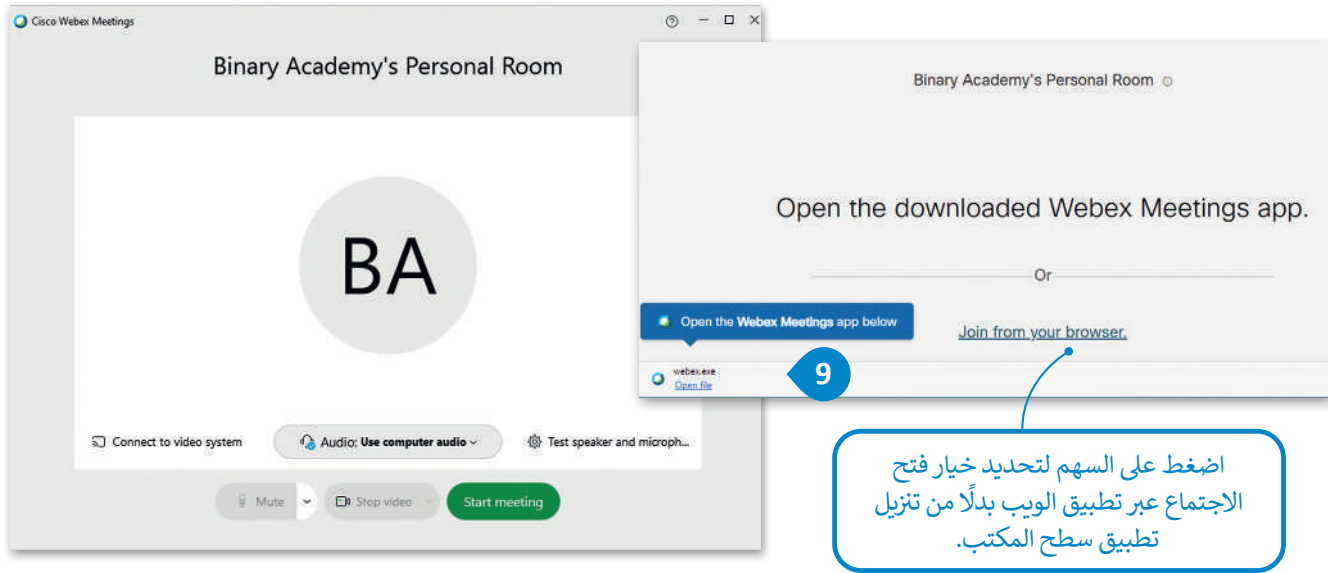 Cisco Webex Meetings
Binary Academy's Personal Room
BA
Connect to video system
Audio: Use computer audio
Test speaker and microph...
Mute
Stop video
Start meeting
Binary Academy's Personal Room
Open the downloaded Webex Meetings app.
Or
Open the Webex Meetings app below
Join from your browser.
webex.exe
Open file
9
اضغط على السهم لتحديد خيار فتح
الاجتماع عبر تطبيق الويب بدلًا من تنزيل
تطبيق سطح المكتب.